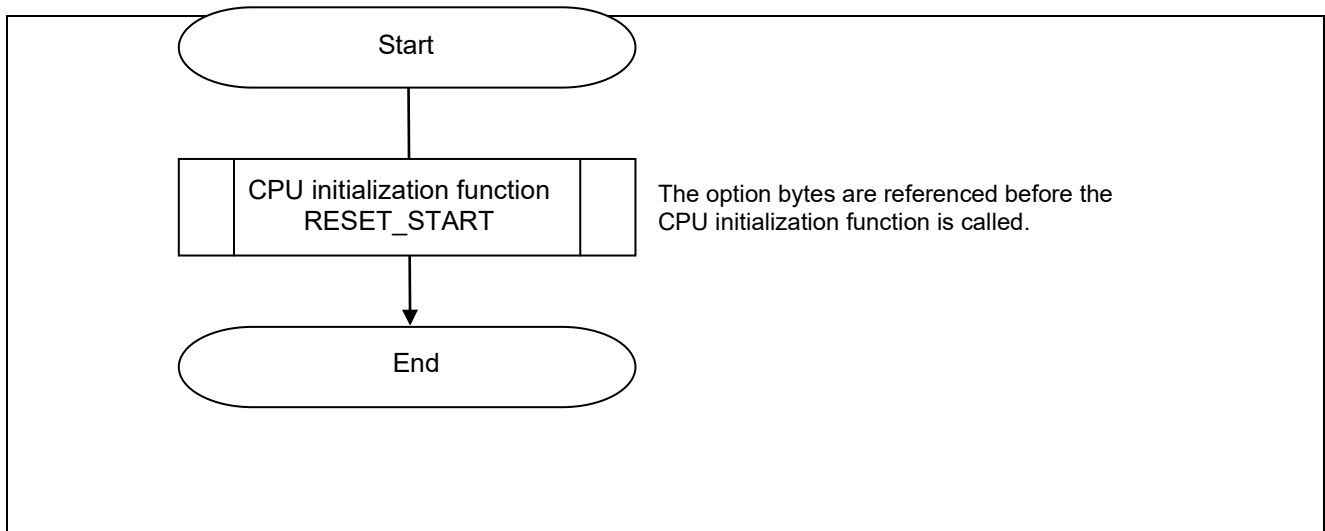 Start
CPU initialization function
RESET_START
The option bytes are referenced before the
CPU initialization function is called.
End